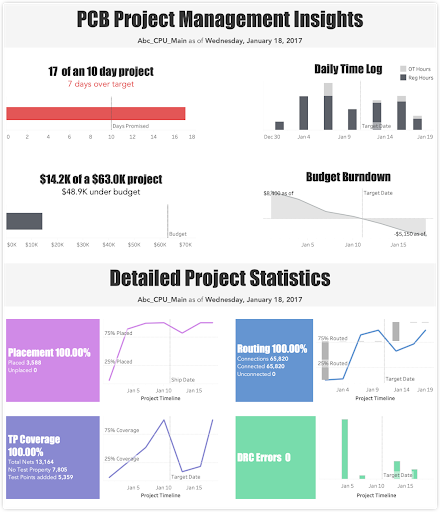 PCB Project Management Insights
Abc_CPU_Main as of Wednesday, January 18, 2017
17 of an 10 day project
7 days over target
Days Promised
0 2 4 6 8 10 12 14 16 18
Daily Time Log
OT Hours
Reg Hours
Target Date
Dec30 Jan 4 Jan 9 Jan 14
$14.2K of a $63.0K project
$48.9K under budget
Budget
$0K $10K $20K $30K $40K $50K $60K $70K
Budget Burndown
$8,800 as of
Target Date
-$5,150 as of
Jan 5 Jan 10 Jan 15
Detailed Project Statistics
Abc_CPU_Main as of Wednesday, January 18, 2017
Placement 100.00%
Placed 3,588
Unplaced 0
75% Placed
25% Placed
Ship Date
Jan 5 Jan 10 Jan 15
Project Timeline
Routing 100.00%
Connections 65,820
Connected 65,820
Unconnected 0
75% Routed
25% Routed
Target Date
Jan 4 Jan 9 Jan 14 Jan 19
Project Timeline
TP Coverage
100.00%
Total Nets 13,164
No Test Property 7,805
Test Points addded 5,359
75% Coverage
25% Coverage
Target Date
Jan 5 Jan 10 Jan 15
Project Timeline
DRC Errors 0
Target Date
Jan 5 Jan 10 Jan 15
Project Timeline